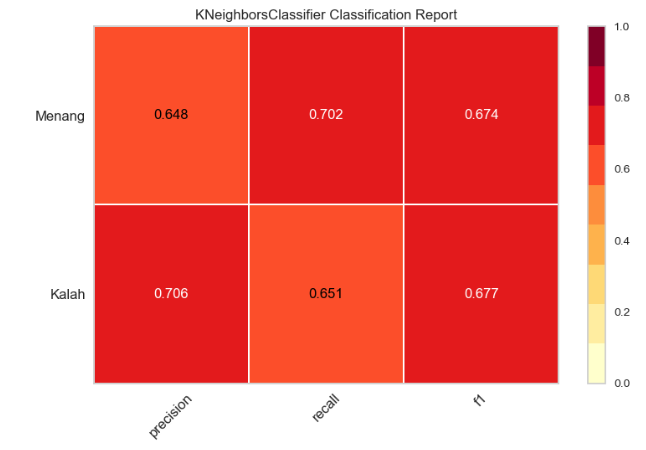 KNeighborsClassifier Classification Report
Menang
0.648
0.702
0.674
Kalah
0.706
0.651
0.677
precision
recall
f1
1.0
0.8
0.6
0.4
0.2
0.0